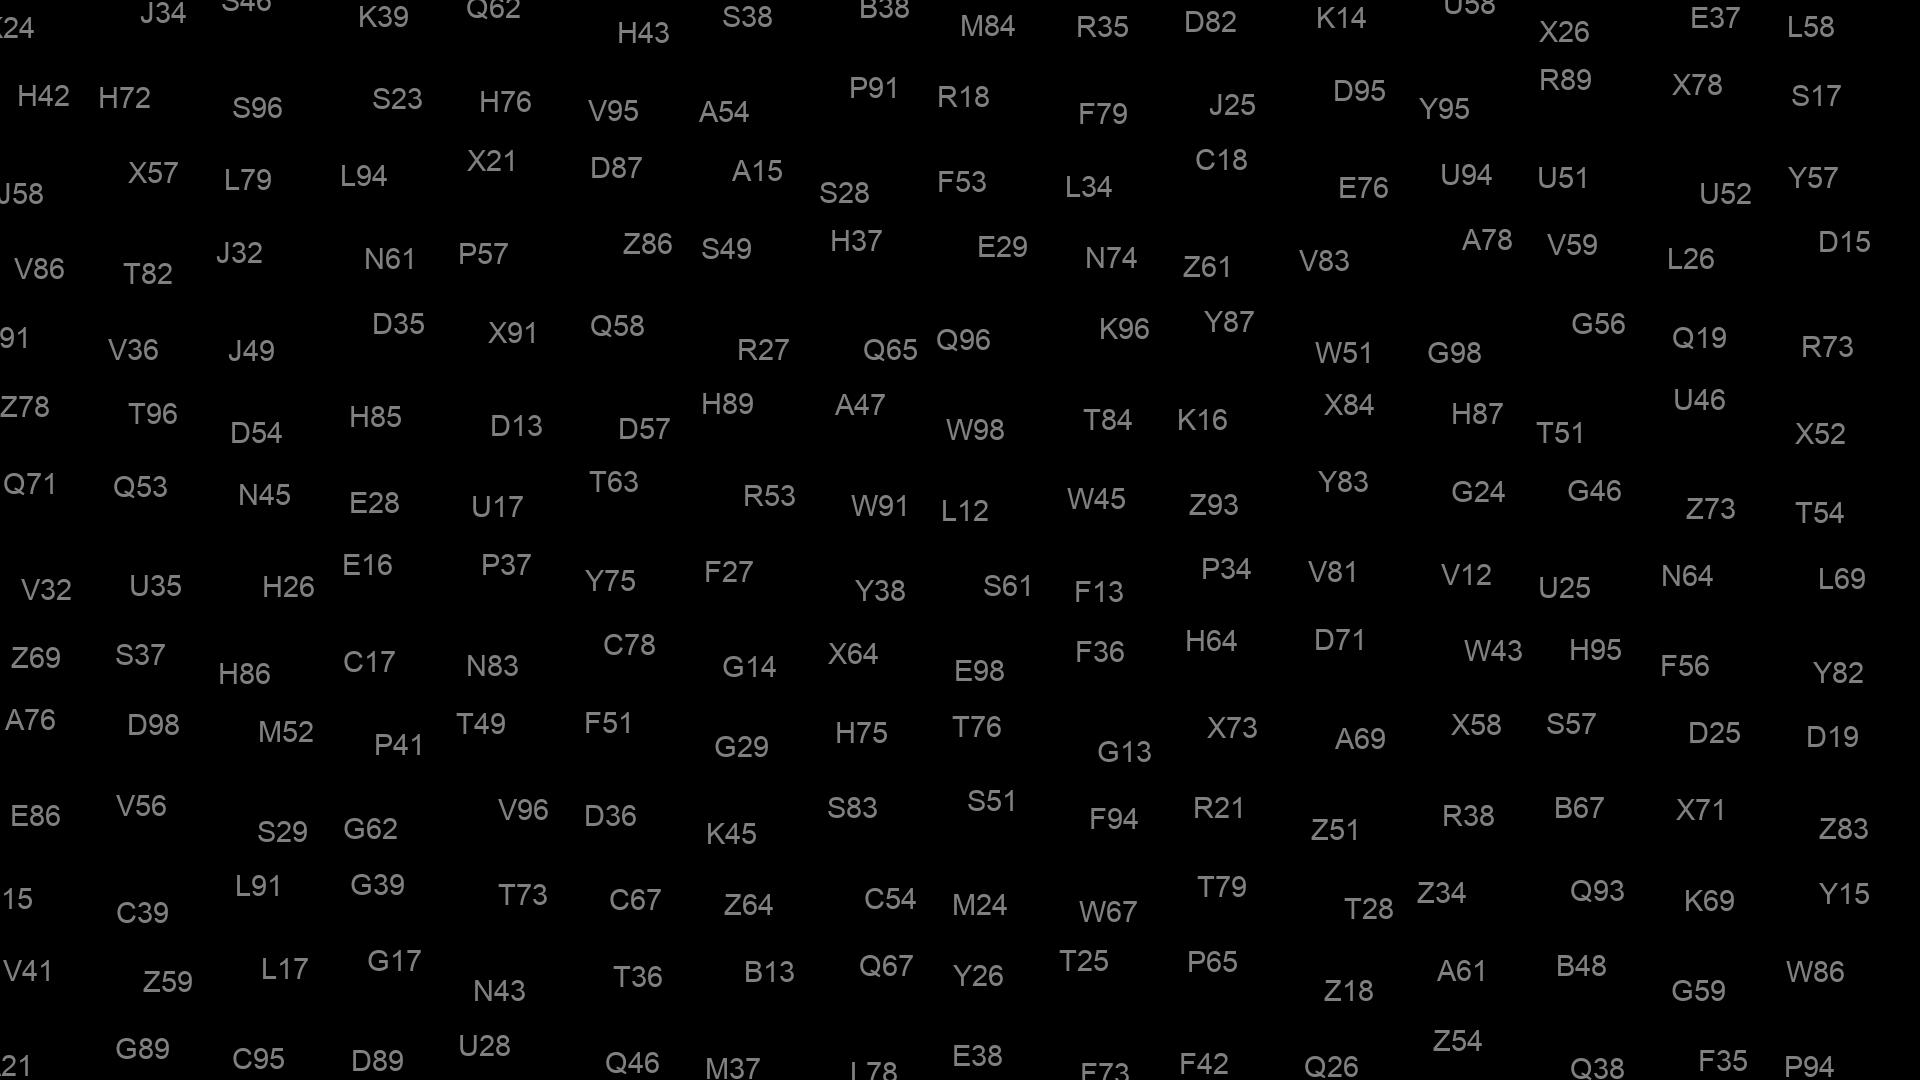 J34 S46 K39 Q62 H43 S38 B38 M84 R35 D82 K14 U58 X26 E37 L58
H42 H72 S96 S23 H76 V95 A54 P91 R18 F79 J25 D95 Y95 R89 X78 S17
J58 X57 L79 L94 X21 D87 A15 S28 F53 L34 C18 E76 U94 U51 U52 Y57
V86 T82 J32 N61 P57 Z86 S49 H37 E29 N74 Z61 V83 A78 V59 L26 D15
91 V36 J49 D35 X91 Q58 R27 Q65 Q96 K96 Y87 W51 G98 G56 Q19 R73
Z78 T96 D54 H85 D13 D57 H89 A47 W98 T84 K16 X84 H87 T51 U46 X52
Q71 Q53 N45 E28 U17 T63 R53 W91 L12 W45 Z93 Y83 G24 G46 Z73 T54
V32 U35 H26 E16 P37 Y75 F27 Y38 S61 F13 P34 V81 V12 U25 N64 L69
Z69 S37 H86 C17 N83 C78 G14 X64 E98 F36 H64 D71 W43 H95 F56 Y82
A76 D98 M52 P41 T49 F51 G29 H75 T76 G13 X73 A69 X58 S57 D25 D19
E86 V56 S29 G62 V96 D36 K45 S83 S51 F94 R21 Z51 R38 B67 X71 Z83
15 C39 L91 G39 T73 C67 Z64 C54 M24 W67 T79 T28 Z34 Q93 K69 Y15
V41 Z59 L17 G17 N43 T36 B13 Q67 Y26 T25 P65 Z18 A61 B48 G59 W86
21 G89 C95 D89 U28 Q46 M37 L78 E38 F42 Q26 Z54 Q38 F35 P94